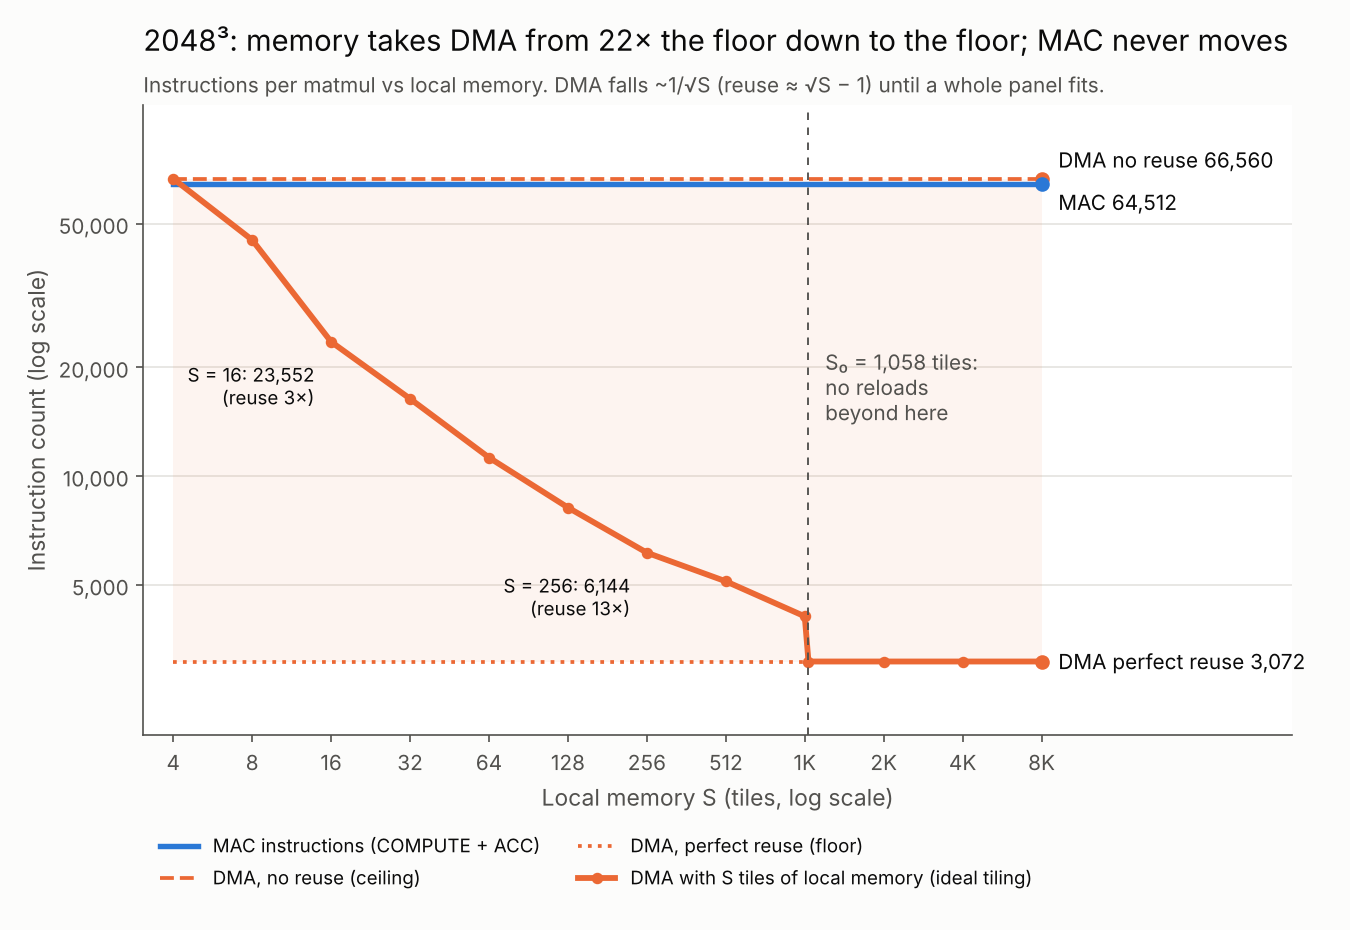 2048³: memory takes DMA from 22× the floor down to the floor; MAC never moves
Instructions per matmul vs local memory. DMA falls ~1/√S (reuse ≈ √S − 1) until a whole panel fits.
DMA no reuse 66,560
MAC 64,512
50,000
20,000
10,000
5,000
Instruction count (log scale)
S = 16: 23,552
(reuse 3×)
S₀ = 1,058 tiles:
no reloads
beyond here
S = 256: 6,144
(reuse 13×)
DMA perfect reuse 3,072
4 8 16 32 64 128 256 512 1K 2K 4K 8K
Local memory S (tiles, log scale)
MAC instructions (COMPUTE + ACC)
DMA, no reuse (ceiling)
DMA, perfect reuse (floor)
DMA with S tiles of local memory (ideal tiling)